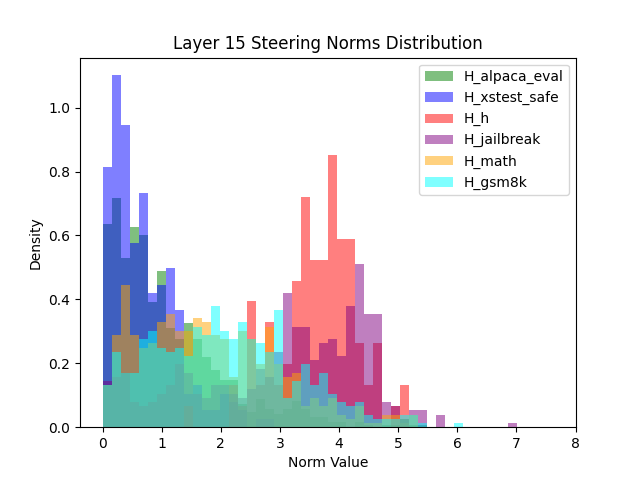 Layer 15 Steering Norms Distribution
H_alpaca_eval
H_xstest_safe
H_h
H_jailbreak
H_math
H_gsm8k
Density
1.0
0.8
0.6
0.4
0.2
0.0
0 1 2 3 4 5 6 7 8
Norm Value